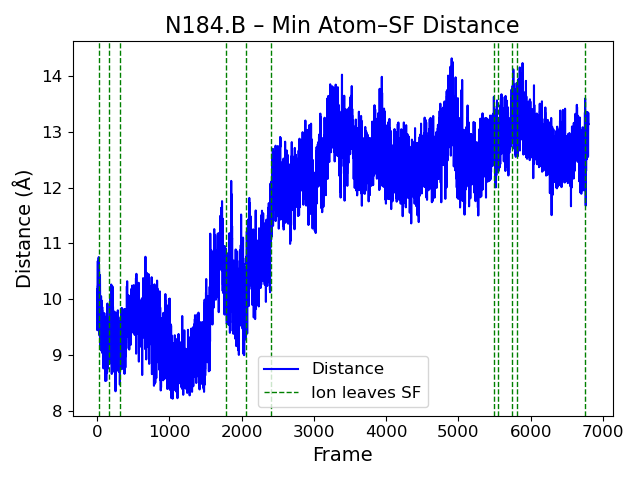 N184.B – Min Atom–SF Distance
Distance (Å)
14
13
12
11
10
9
8
Distance
Ion leaves SF
0 1000 2000 3000 4000 5000 6000 7000
Frame